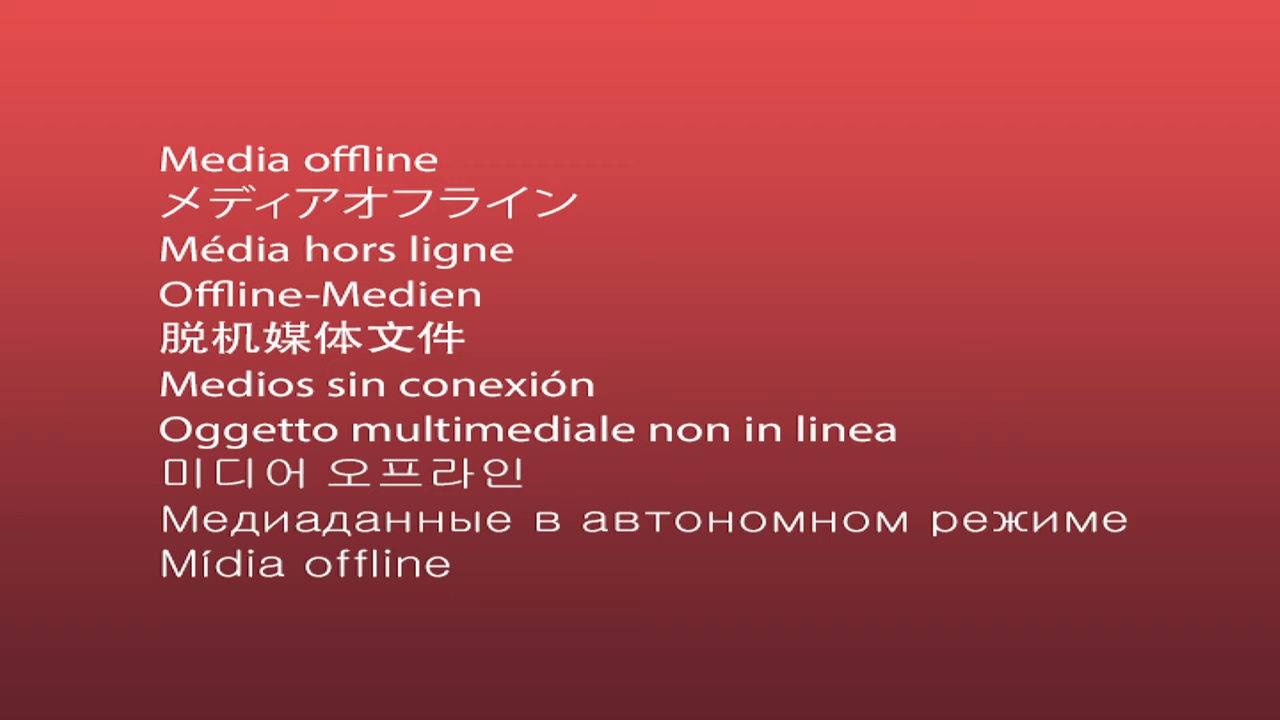 Media offline
メディアオフライン
Média hors ligne
Offline-Medien
脱机媒体文件
Medios sin conexión
Oggetto multimediale non in linea
미디어 오프라인
Медиаданные в автономном режиме
Mídia offline